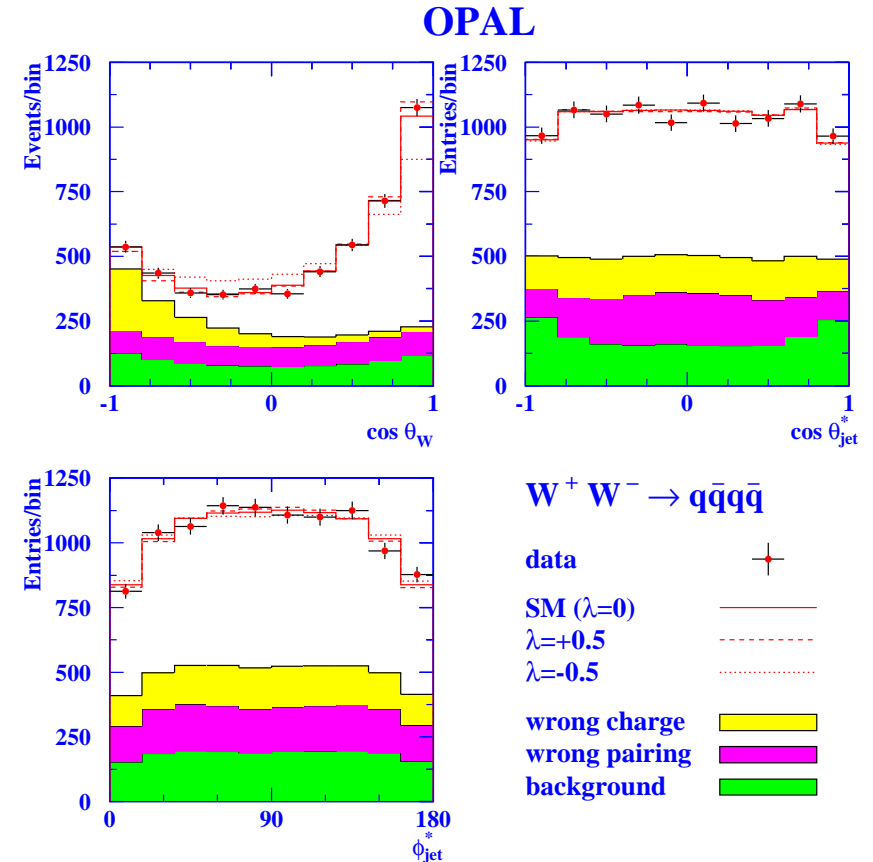 OPAL
Events/bin
1250
1000
750
500
250
0
-1 0 1
cos θW
Entries/bin
1250
1000
750
500
250
0
-1 0 1
cos θ*jet
Entries/bin
1250
1000
750
500
250
0
0 90 180
ϕ*jet
W⁺ W⁻ → qq̄qq̄
data
SM (λ=0)
λ=+0.5
λ=-0.5
wrong charge
wrong pairing
background